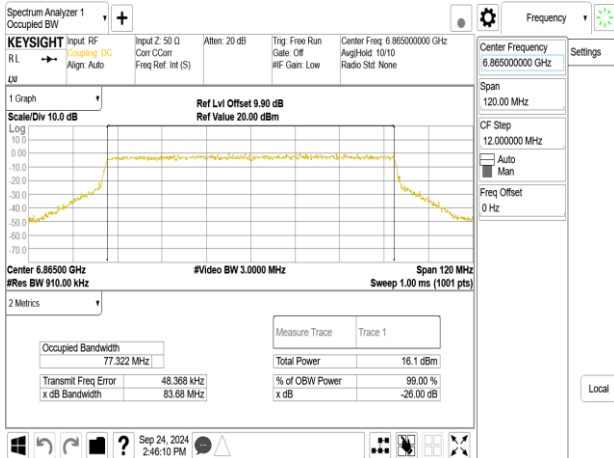 Spectrum Analyzer 1
Occupied BW
KEYSIGHT
RL
Input: RF
Coupling: DC
Align: Auto
Input Z: 50 Ω
Corr CCorr
Freq Ref: Int (S)
Atten: 20 dB
Trig: Free Run
Gate: Off
#IF Gain: Low
Center Freq: 6.865000000 GHz
Avg|Hold: 10/10
Radio Std: None
LXI
1 Graph
Scale/Div 10.0 dB
Ref Lvl Offset 9.90 dB
Ref Value 20.00 dBm
Log
10.0
0.00
-10.0
-20.0
-30.0
-40.0
-50.0
-60.0
-70.0
Center 6.86500 GHz
#Res BW 910.00 kHz
#Video BW 3.0000 MHz
Span 120 MHz
Sweep 1.00 ms (1001 pts)
2 Metrics
Measure Trace Trace 1
Occupied Bandwidth
77.322 MHz
Total Power 16.1 dBm
Transmit Freq Error 48.368 kHz
% of OBW Power 99.00 %
x dB Bandwidth 83.68 MHz
x dB -26.00 dB
Sep 24, 2024
2:46:10 PM
?
Frequency
Settings
Center Frequency
6.865000000 GHz
Span
120.00 MHz
CF Step
12.000000 MHz
Auto
Man
Freq Offset
0 Hz
Local